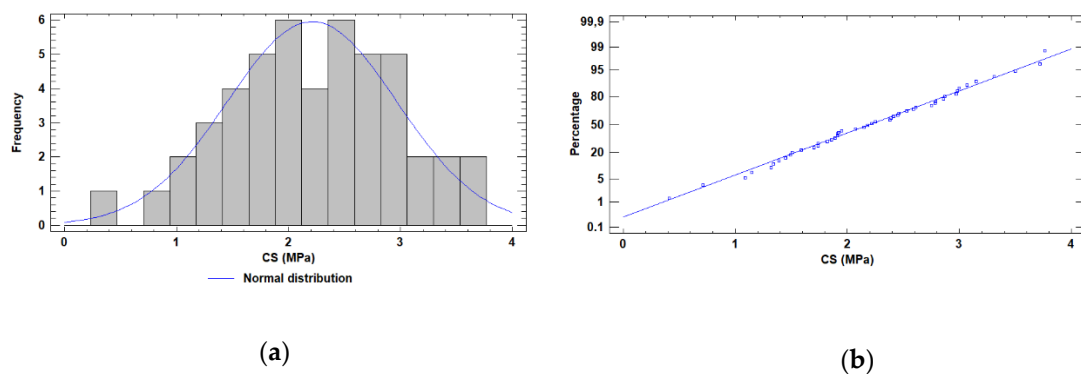 Frequency
6
5
4
3
2
1
0
0 1 2 3 4
CS (MPa)
Normal distribution
(a)
Percentage
99,9
99
95
80
50
20
5
1
0.1
0 1 2 3 4
CS (MPa)
(b)